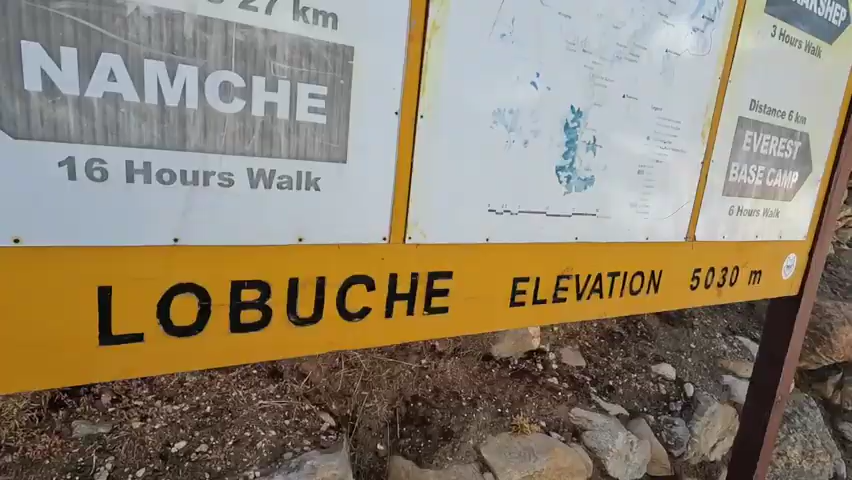 27 km
NAMCHE
16 Hours Walk
3 Hours Walk
Distance 6 km
EVEREST
BASE CAMP
6 Hours Walk
LOBUCHE ELEVATION 5030 m